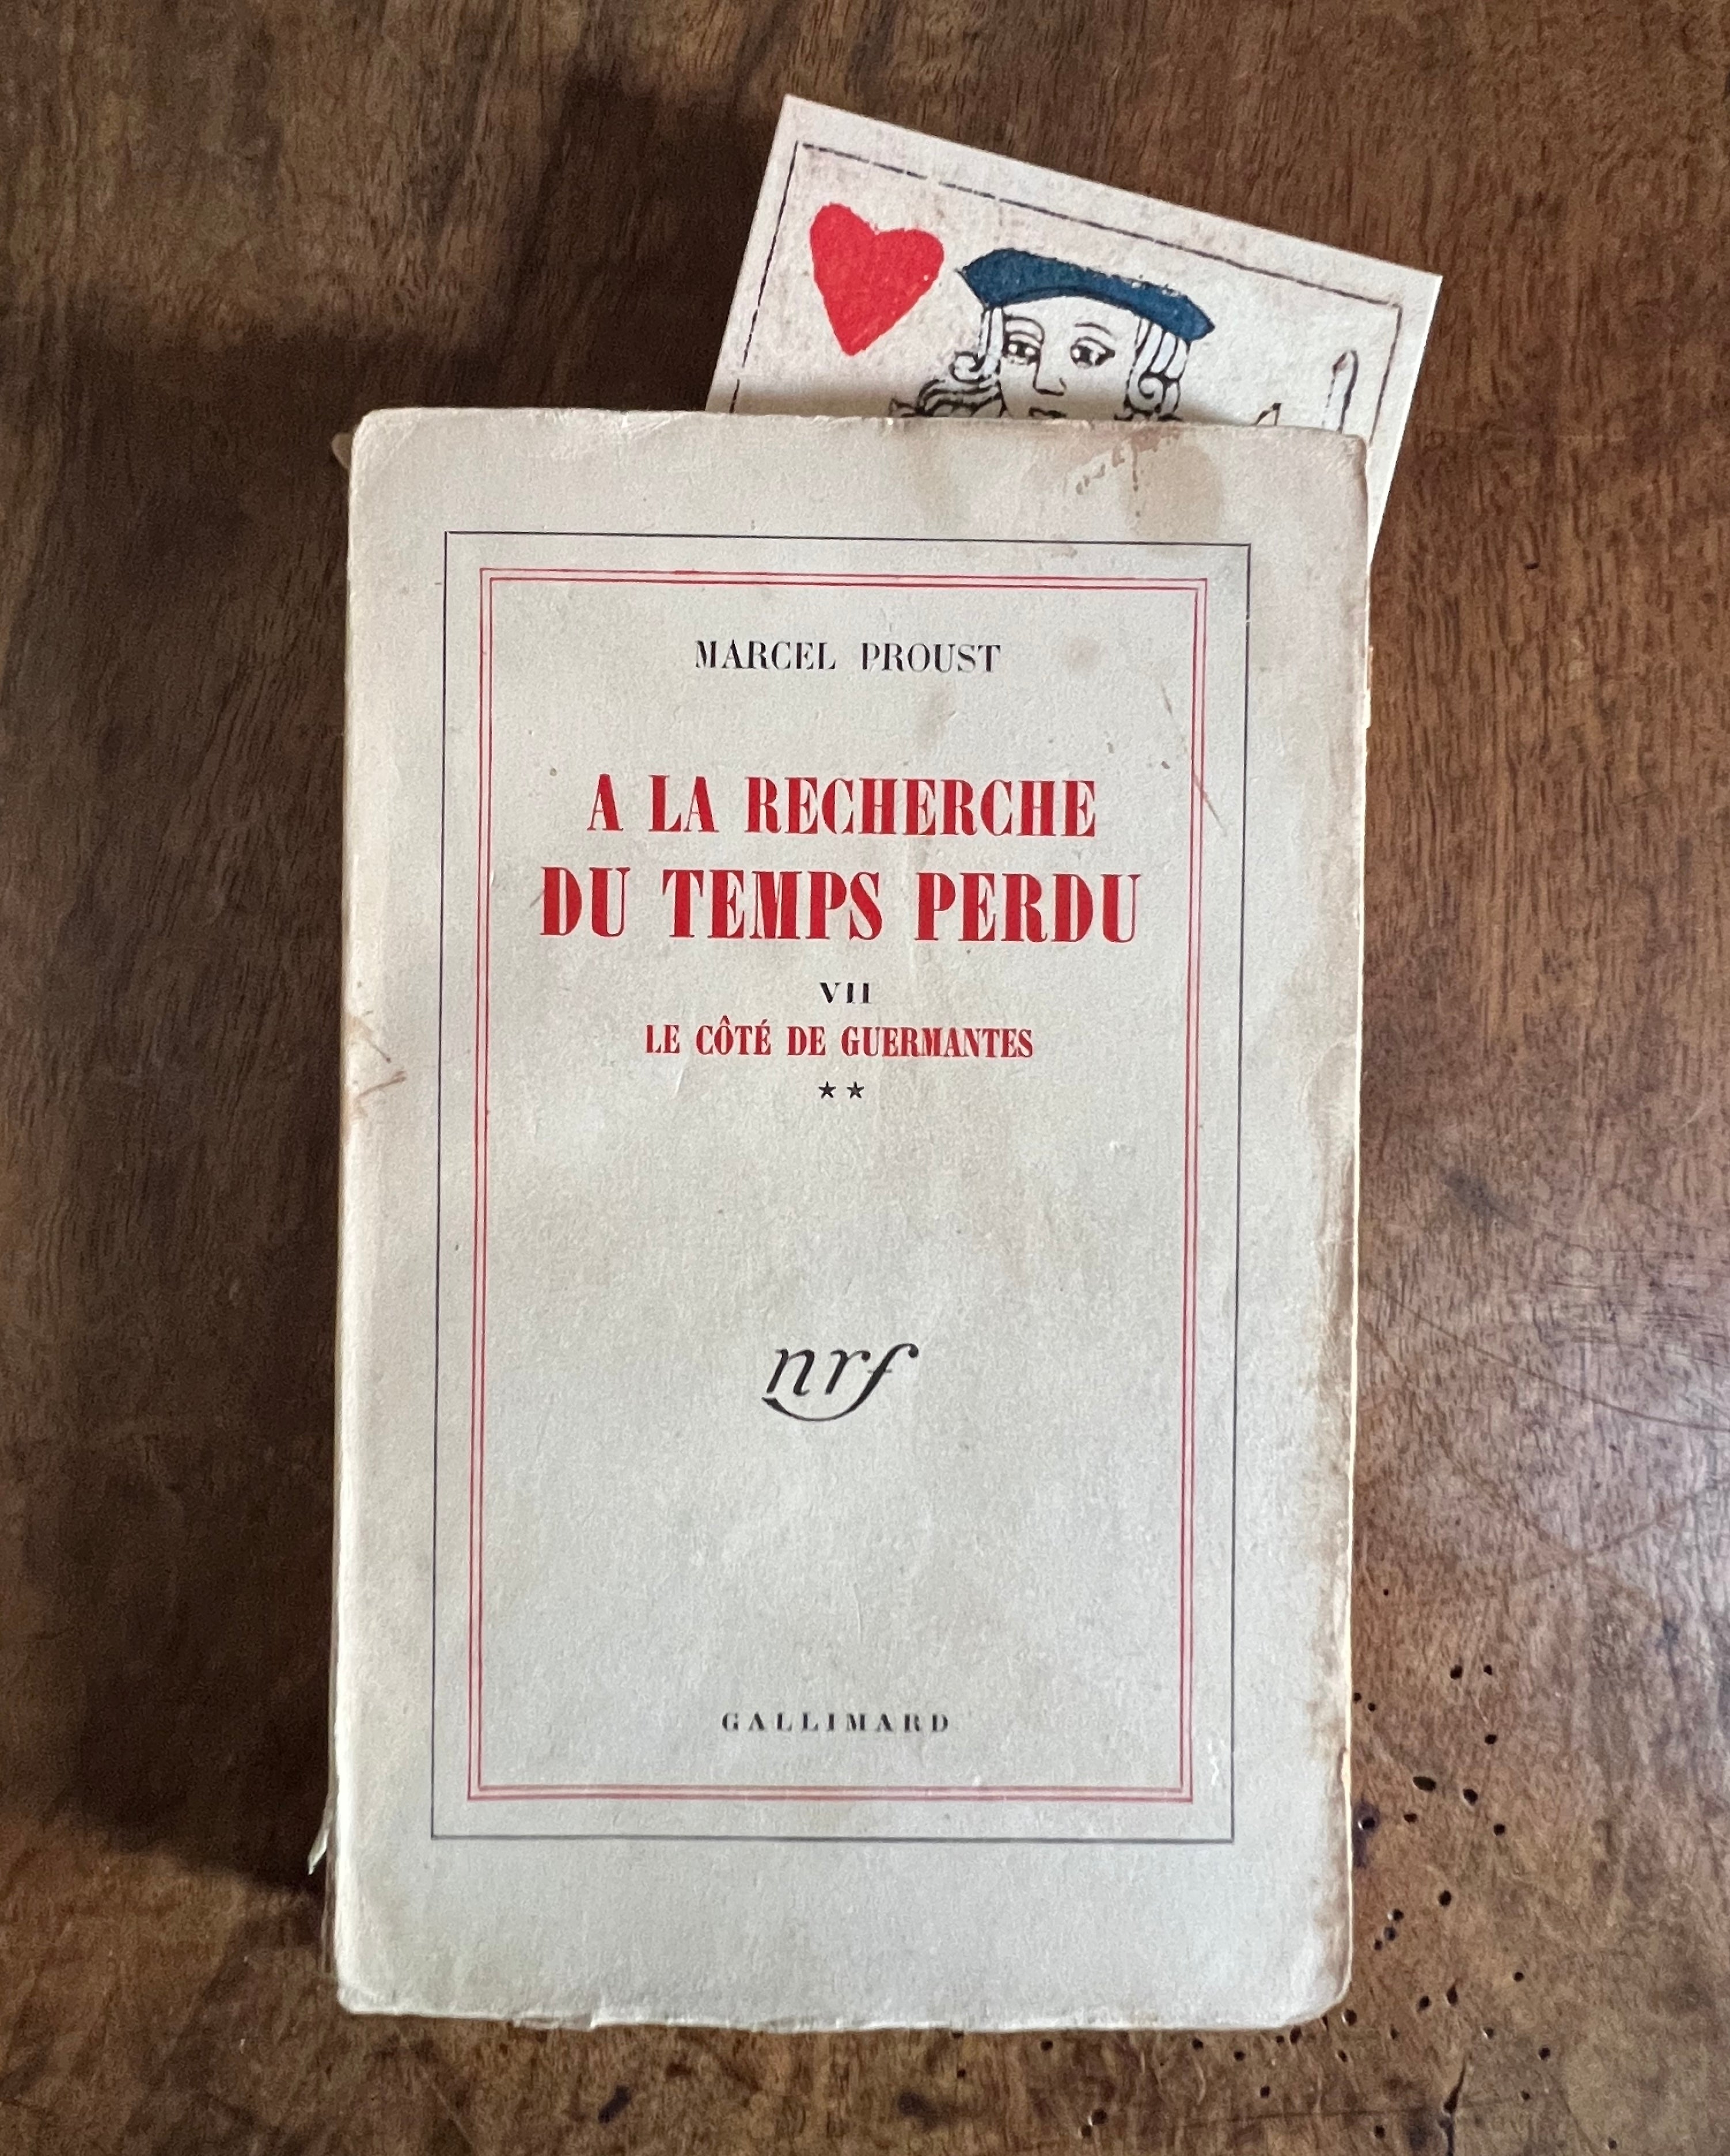 MARCEL PROUST
A LA RECHERCHE
DU TEMPS PERDU
VII
LE CÔTÉ DE GUERMANTES
★ ★
nrf
GALLIMARD